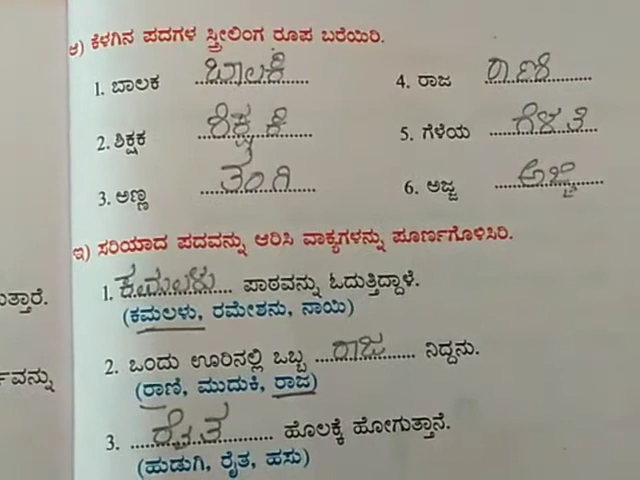 ಆ) ಕೆಳಗಿನ ಪದಗಳ ಸ್ತ್ರೀಲಿಂಗ ರೂಪ ಬರೆಯಿರಿ.
1. ಬಾಲಕ ಬಾಲಕಿ 4. ರಾಜ ರಾಣಿ
2. ಶಿಕ್ಷಕ ಶಿಕ್ಷಕಿ 5. ಗೆಳೆಯ ಗೆಳತಿ
3. ಅಣ್ಣ ತಂಗಿ 6. ಅಜ್ಜ ಅಜ್ಜಿ
ಇ) ಸರಿಯಾದ ಪದವನ್ನು ಆರಿಸಿ ವಾಕ್ಯಗಳನ್ನು ಪೂರ್ಣಗೊಳಿಸಿರಿ.
1. ಕಮಲಳು ಪಾಠವನ್ನು ಓದುತ್ತಿದ್ದಾಳೆ.
(ಕಮಲಳು, ರಮೇಶನು, ನಾಯಿ)
2. ಒಂದು ಊರಿನಲ್ಲಿ ಒಬ್ಬ ರಾಜ ನಿದ್ದನು.
(ರಾಣಿ, ಮುದುಕಿ, ರಾಜ)
3. ರೈತ ಹೊಲಕ್ಕೆ ಹೋಗುತ್ತಾನೆ.
(ಹುಡುಗಿ, ರೈತ, ಹಸು)